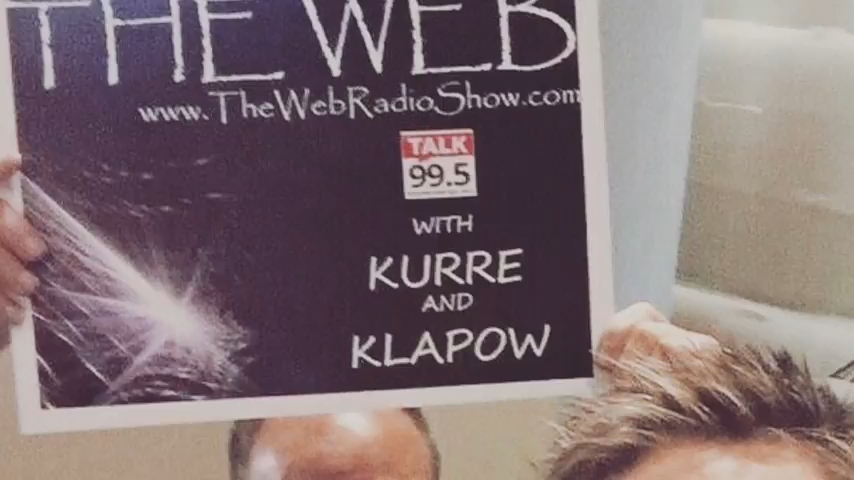 THE WEB
www.TheWebRadioShow.com
TALK
99.5
WITH
KURRE
AND
KLAPOW